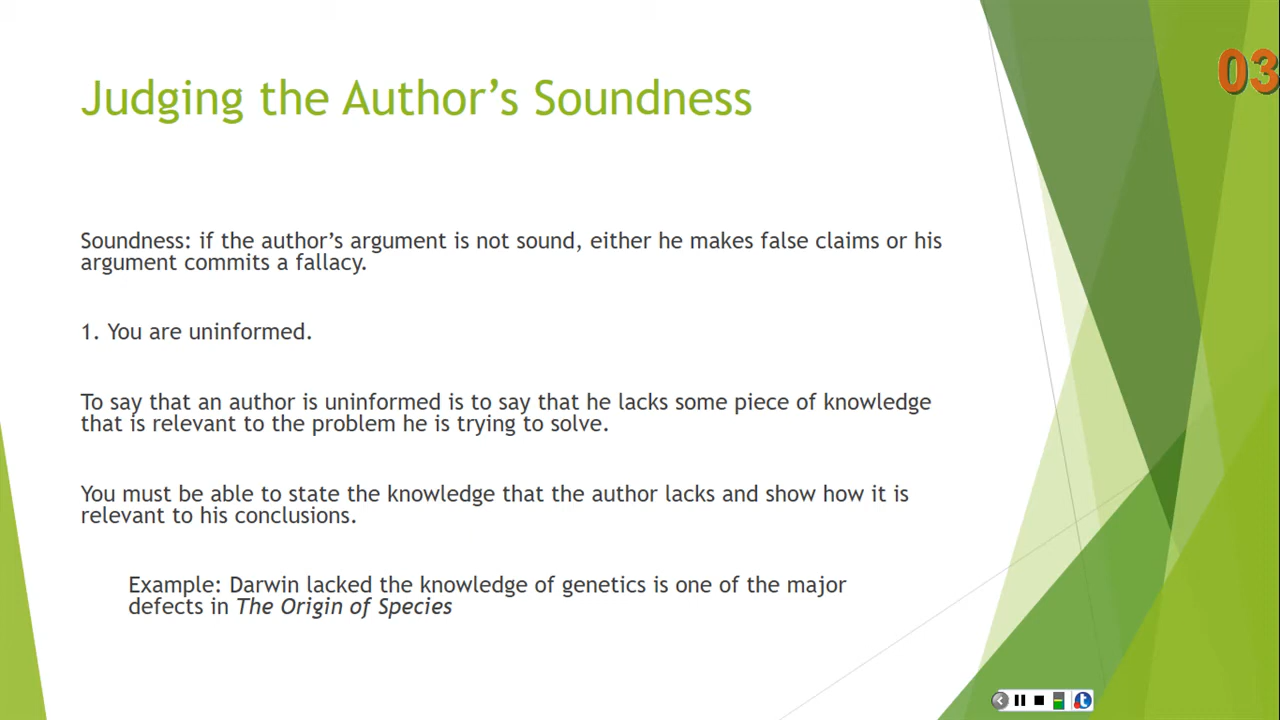 03
Judging the Author’s Soundness
Soundness: if the author’s argument is not sound, either he makes false claims or his
argument commits a fallacy.
1. You are uninformed.
To say that an author is uninformed is to say that he lacks some piece of knowledge
that is relevant to the problem he is trying to solve.
You must be able to state the knowledge that the author lacks and show how it is
relevant to his conclusions.
Example: Darwin lacked the knowledge of genetics is one of the major
defects in The Origin of Species
t